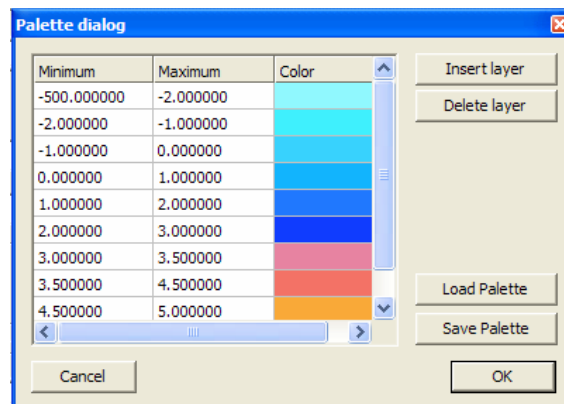 Palette dialog
Minimum Maximum Color
-500.000000 -2.000000
-2.000000 -1.000000
-1.000000 0.000000
0.000000 1.000000
1.000000 2.000000
2.000000 3.000000
3.000000 3.500000
3.500000 4.500000
4.500000 5.000000
Insert layer
Delete layer
Load Palette
Save Palette
Cancel
OK